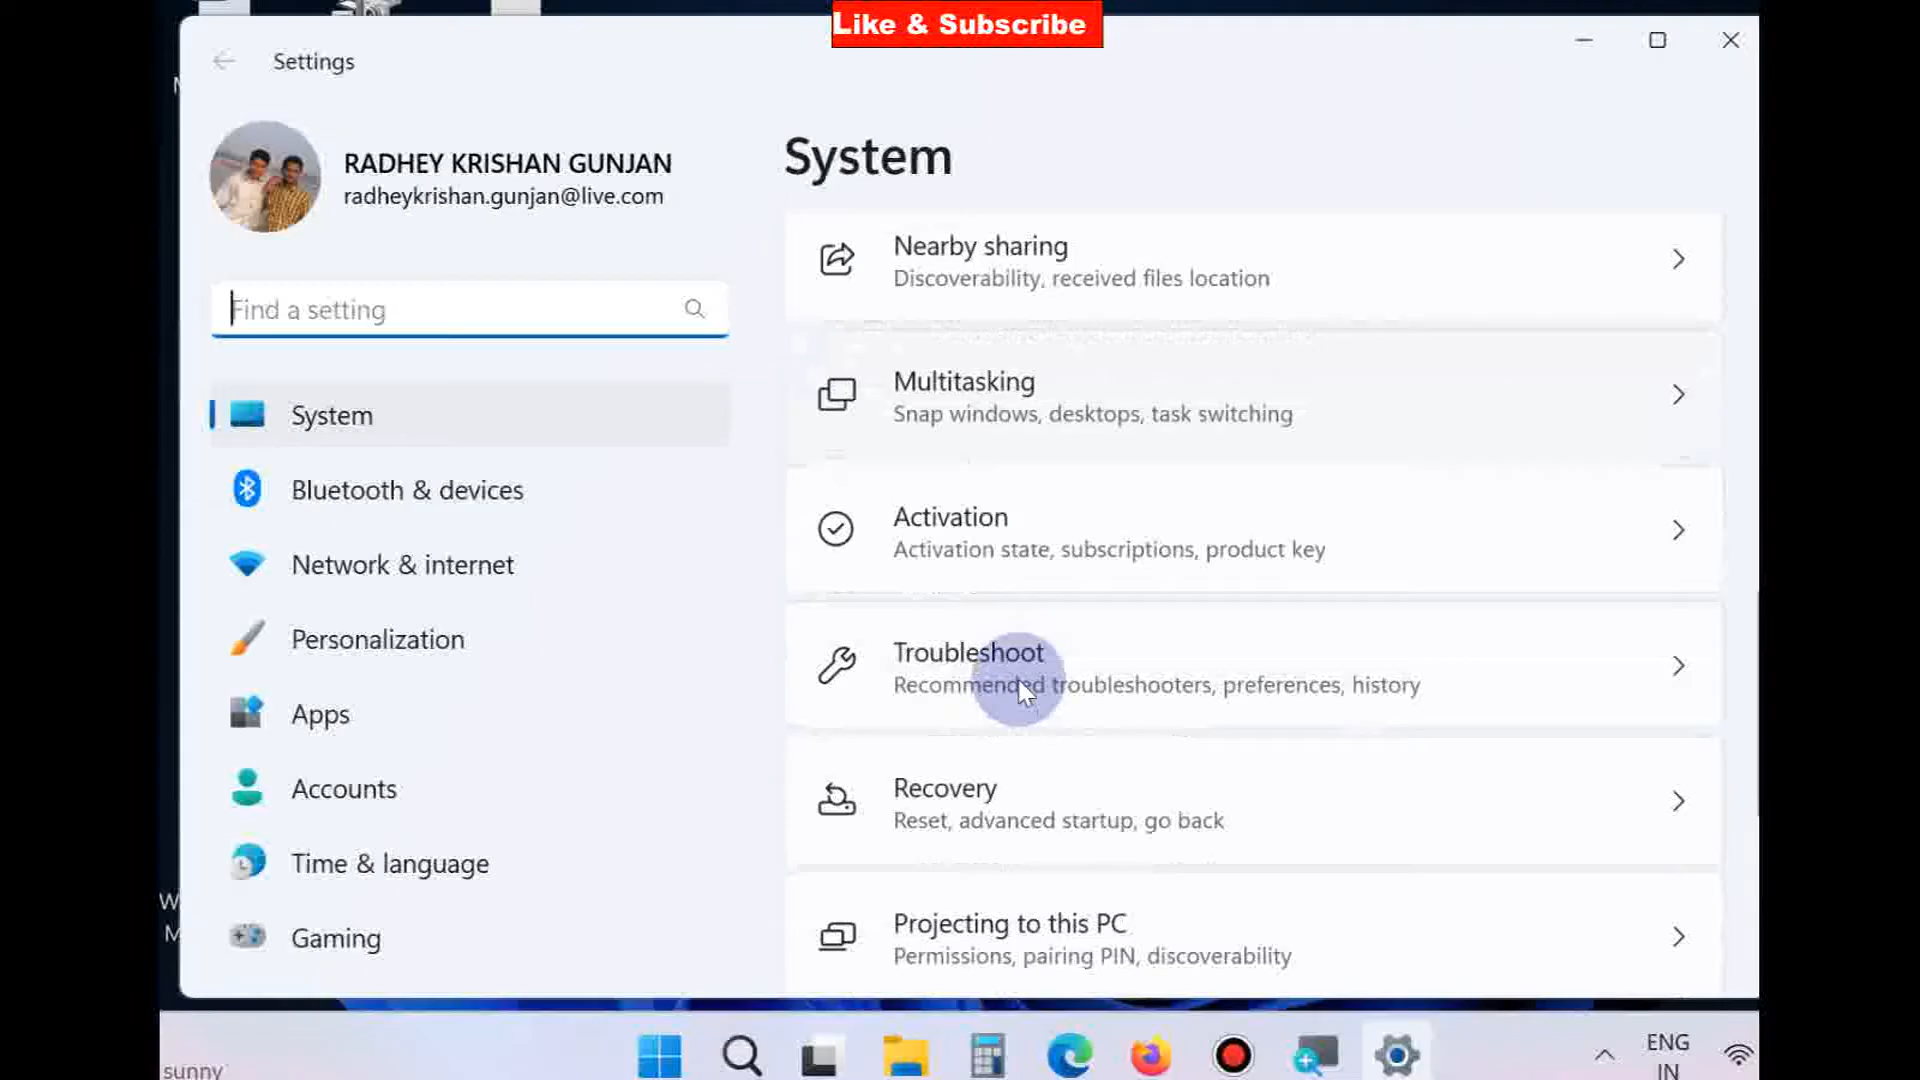 Like & Subscribe
Settings
RADHEY KRISHAN GUNJAN
radheykrishan.gunjan@live.com
Find a setting
System
Bluetooth & devices
Network & internet
Personalization
Apps
Accounts
Time & language
Gaming
System
Nearby sharing
Discoverability, received files location
Multitasking
Snap windows, desktops, task switching
Activation
Activation state, subscriptions, product key
Troubleshoot
Recommended troubleshooters, preferences, history
Recovery
Reset, advanced startup, go back
Projecting to this PC
Permissions, pairing PIN, discoverability
W
M
sunny
ENG
IN